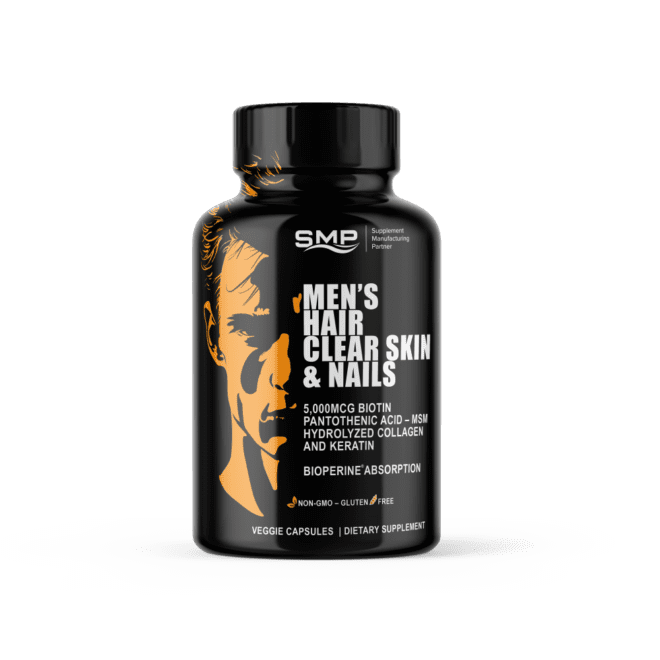 SMP
Supplement
Manufacturing
Partner
MEN'S
HAIR
CLEAR SKIN
& NAILS
5,000MCG BIOTIN
PANTOTHENIC ACID – MSM
HYDROLYZED COLLAGEN
AND KERATIN
BIOPERINE® ABSORPTION
NON-GMO – GLUTEN FREE
VEGGIE CAPSULES | DIETARY SUPPLEMENT